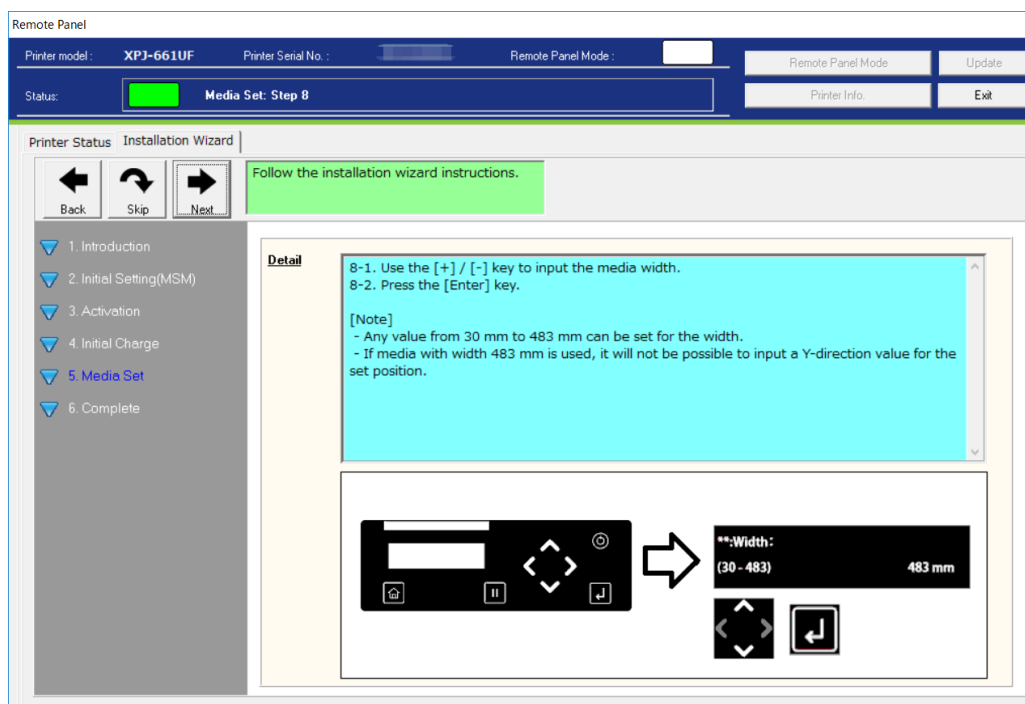 Remote Panel
Printer model : XPJ-661UF Printer Serial No. : Remote Panel Mode :
Remote Panel Mode Update
Status: Media Set: Step 8
Printer Info. Exit
Printer Status Installation Wizard
Back Skip Next
Follow the installation wizard instructions.
1. Introduction
2. Initial Setting(MSM)
3. Activation
4. Initial Charge
5. Media Set
6. Complete
Detail
8-1. Use the [+] / [-] key to input the media width.
8-2. Press the [Enter] key.
[Note]
- Any value from 30 mm to 483 mm can be set for the width.
- If media with width 483 mm is used, it will not be possible to input a Y-direction value for the
set position.
**:Width:
(30 - 483) 483 mm